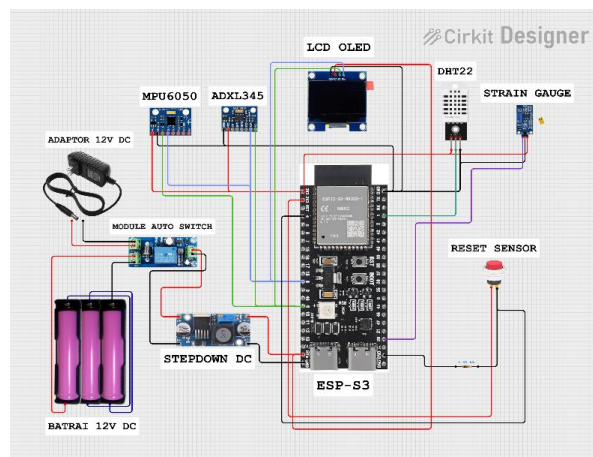 Cirkit Designer
LCD OLED
DHT22
MPU6050 ADXL345
STRAIN GAUGE
ADAPTOR 12V DC
MODULE AUTO SWITCH
RESET SENSOR
STEPDOWN DC
ESP-S3
BATRAI 12V DC